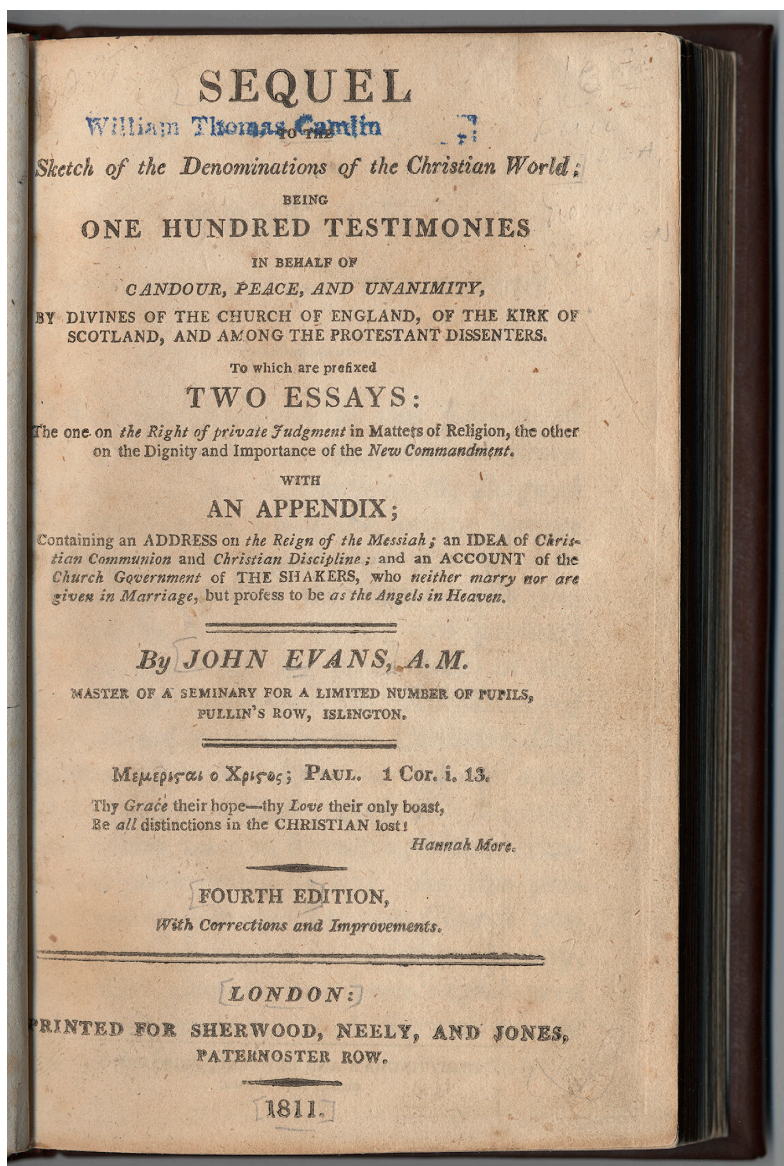 SEQUEL
William Thomas Camlin
TO THE
Sketch of the Denominations of the Christian World;
BEING
ONE HUNDRED TESTIMONIES
IN BEHALF OF
CANDOUR, PEACE, AND UNANIMITY,
BY DIVINES OF THE CHURCH OF ENGLAND, OF THE KIRK OF
SCOTLAND, AND AMONG THE PROTESTANT DISSENTERS.
To which are prefixed
TWO ESSAYS:
The one on the Right of private Judgment in Matters of Religion, the other
on the Dignity and Importance of the New Commandment.
WITH
AN APPENDIX;
Containing an ADDRESS on the Reign of the Messiah; an IDEA of Chris-
tian Communion and Christian Discipline; and an ACCOUNT of the
Church Government of THE SHAKERS, who neither marry nor are
given in Marriage, but profess to be as the Angels in Heaven.
By JOHN EVANS, A.M.
MASTER OF A SEMINARY FOR A LIMITED NUMBER OF PUPILS,
PULLIN'S ROW, ISLINGTON.
Μεμεριϛαι ο Χριϛος; PAUL. 1 Cor. i. 13.
Thy Grace their hope—thy Love their only boast,
Be all distinctions in the CHRISTIAN lost!
Hannah More.
FOURTH EDITION,
With Corrections and Improvements.
LONDON:
PRINTED FOR SHERWOOD, NEELY, AND JONES,
PATERNOSTER ROW.
1811.